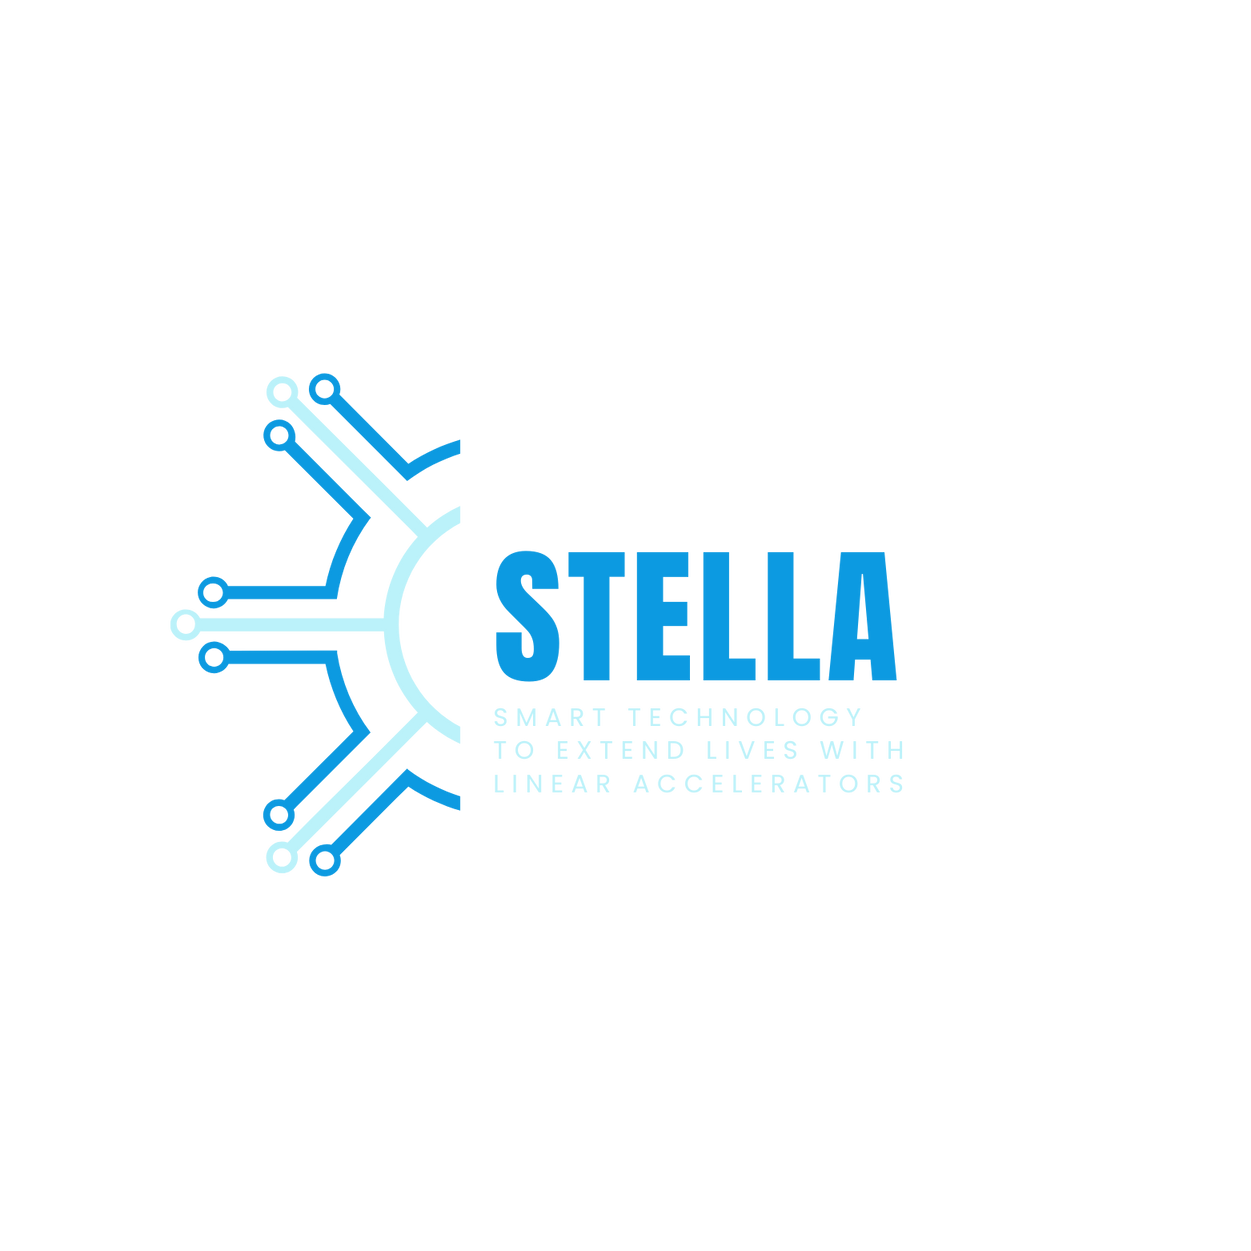 STELLA
SMART TECHNOLOGY
TO EXTEND LIVES WITH
LINEAR ACCELERATORS